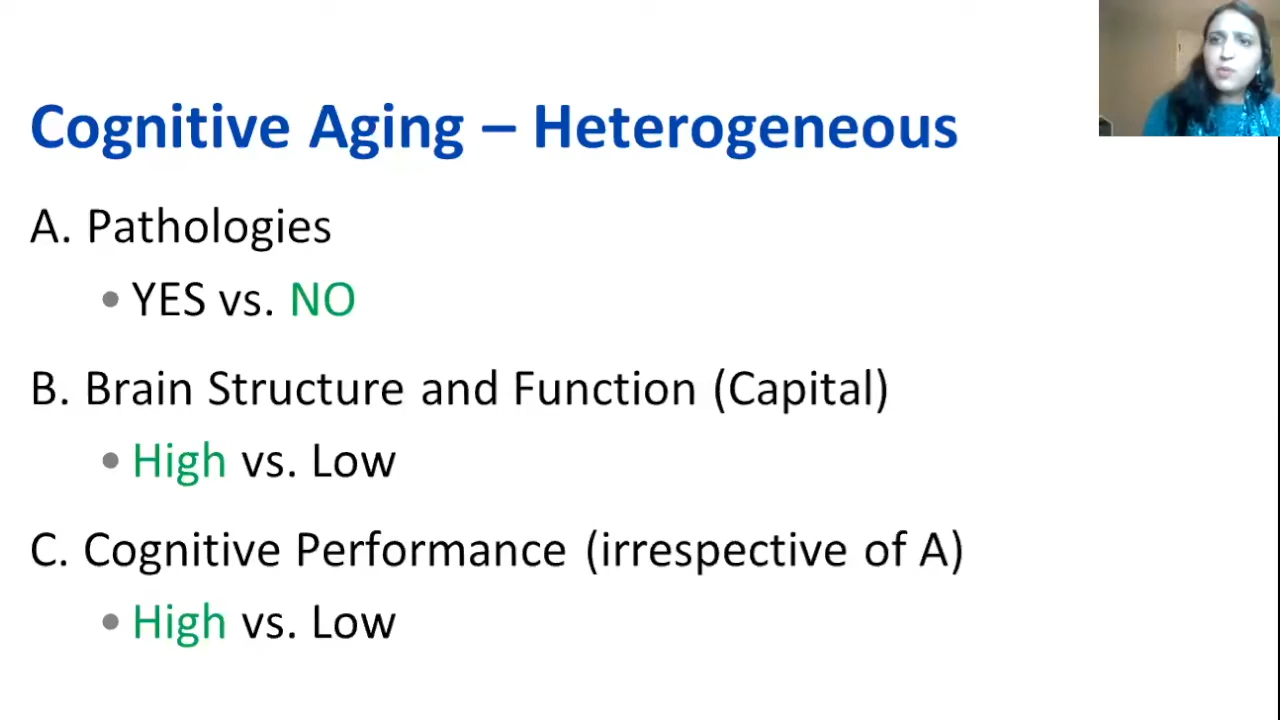 Cognitive Aging – Heterogeneous
A. Pathologies
• YES vs. NO
B. Brain Structure and Function (Capital)
• High vs. Low
C. Cognitive Performance (irrespective of A)
• High vs. Low